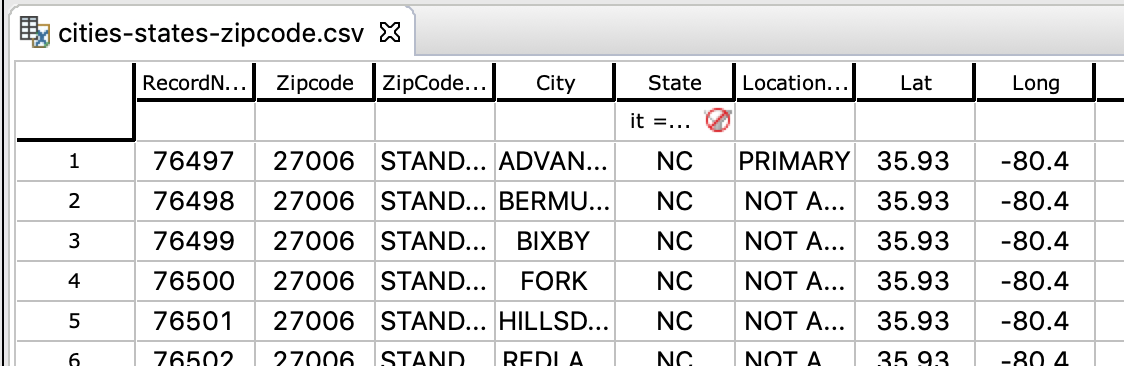 cities-states-zipcode.csv
RecordN... Zipcode ZipCode... City State Location... Lat Long
it =...
1 76497 27006 STAND... ADVAN... NC PRIMARY 35.93 -80.4
2 76498 27006 STAND... BERMU... NC NOT A... 35.93 -80.4
3 76499 27006 STAND... BIXBY NC NOT A... 35.93 -80.4
4 76500 27006 STAND... FORK NC NOT A... 35.93 -80.4
5 76501 27006 STAND... HILLSD... NC NOT A... 35.93 -80.4
6 76502 27006 STAND... REDLA... NC NOT A... 35.93 -80.4